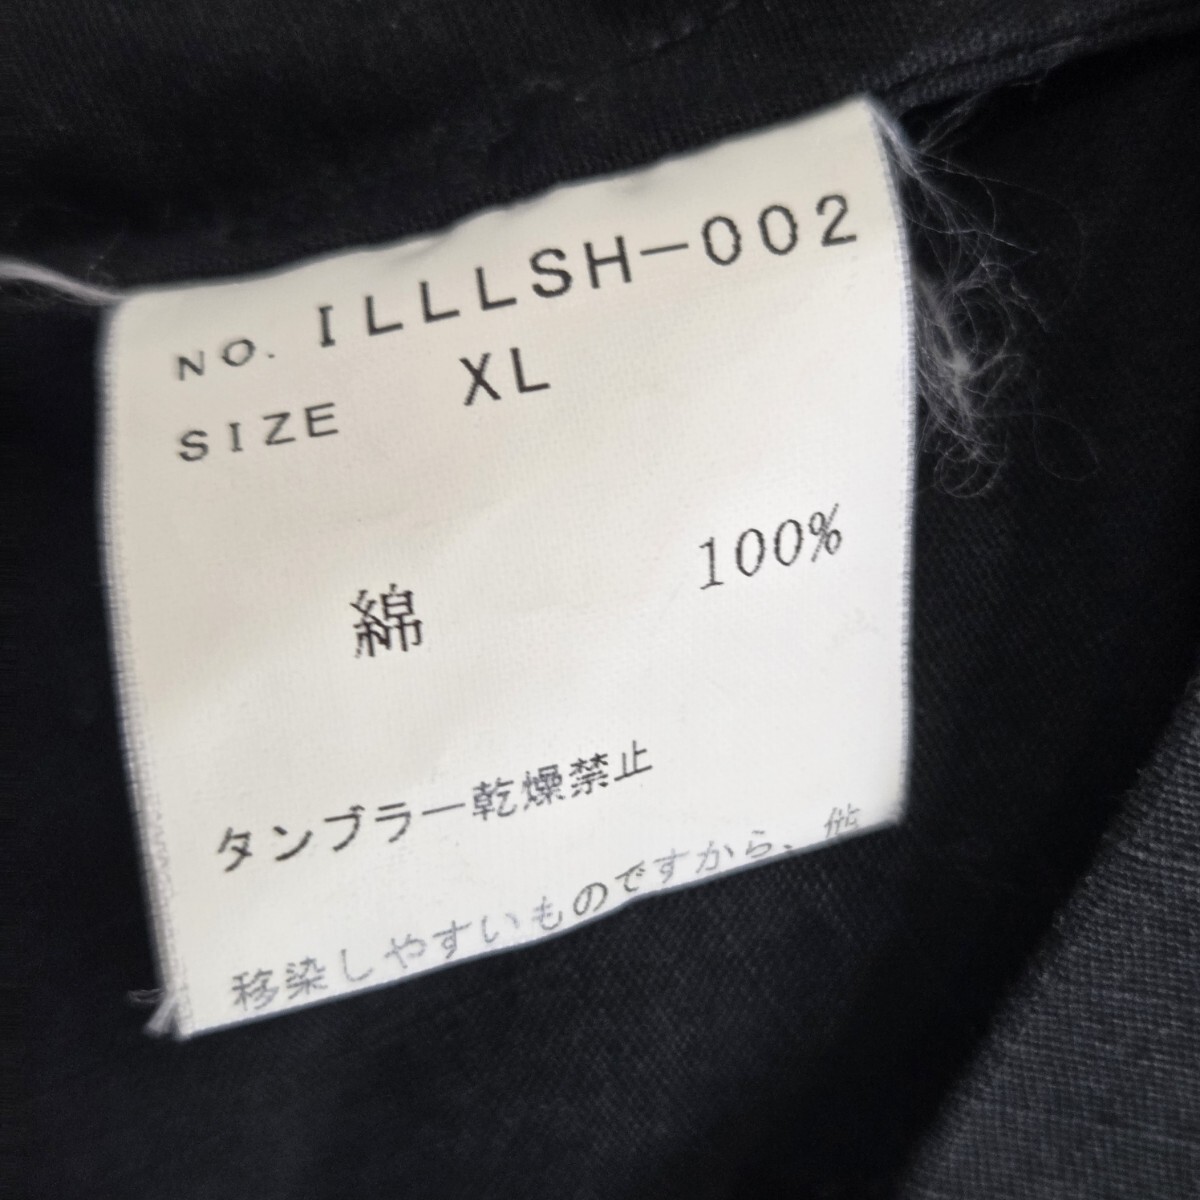 NO. ILLLSH-002
SIZE XL
綿 100%
タンブラー乾燥禁止
移染しやすいものですから、他